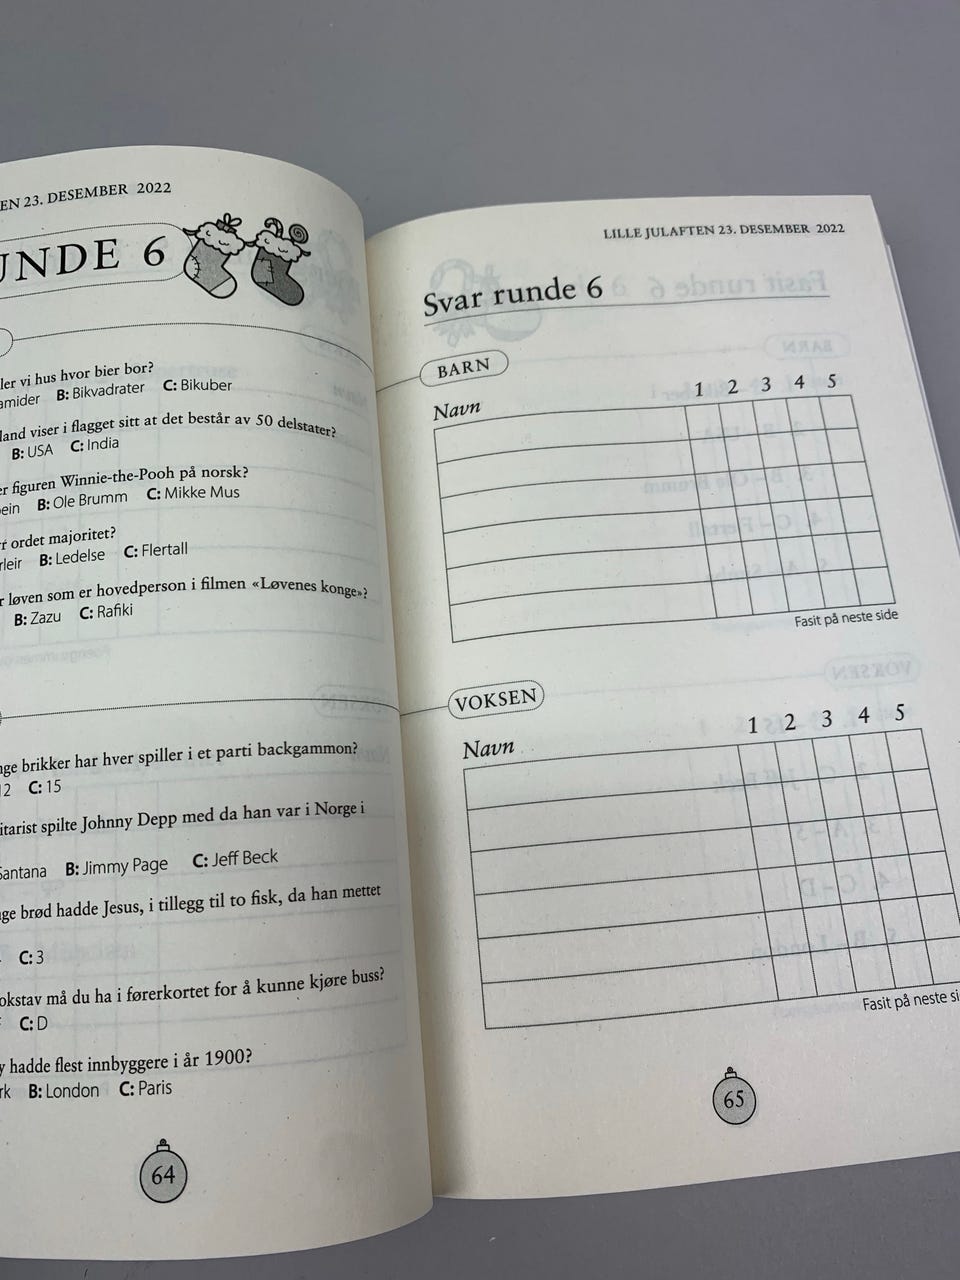 EN 23. DESEMBER 2022
UNDE 6
ler vi hus hvor bier bor?
amider B: Bikvadrater C: Bikuber
land viser i flagget sitt at det består av 50 delstater?
B: USA C: India
er figuren Winnie-the-Pooh på norsk?
ein B: Ole Brumm C: Mikke Mus
r ordet majoritet?
rleir B: Ledelse C: Flertall
r løven som er hovedperson i filmen «Løvenes konge»?
B: Zazu C: Rafiki
nge brikker har hver spiller i et parti backgammon?
12 C: 15
itarist spilte Johnny Depp med da han var i Norge i
Santana B: Jimmy Page C: Jeff Beck
nge brød hadde Jesus, i tillegg til to fisk, da han mettet
C: 3
okstav må du ha i førerkortet for å kunne kjøre buss?
C: D
y hadde flest innbyggere i år 1900?
rk B: London C: Paris
64
LILLE JULAFTEN 23. DESEMBER 2022
Svar runde 6
BARN
Navn 1 2 3 4 5
Fasit på neste side
VOKSEN
Navn 1 2 3 4 5
Fasit på neste si
65